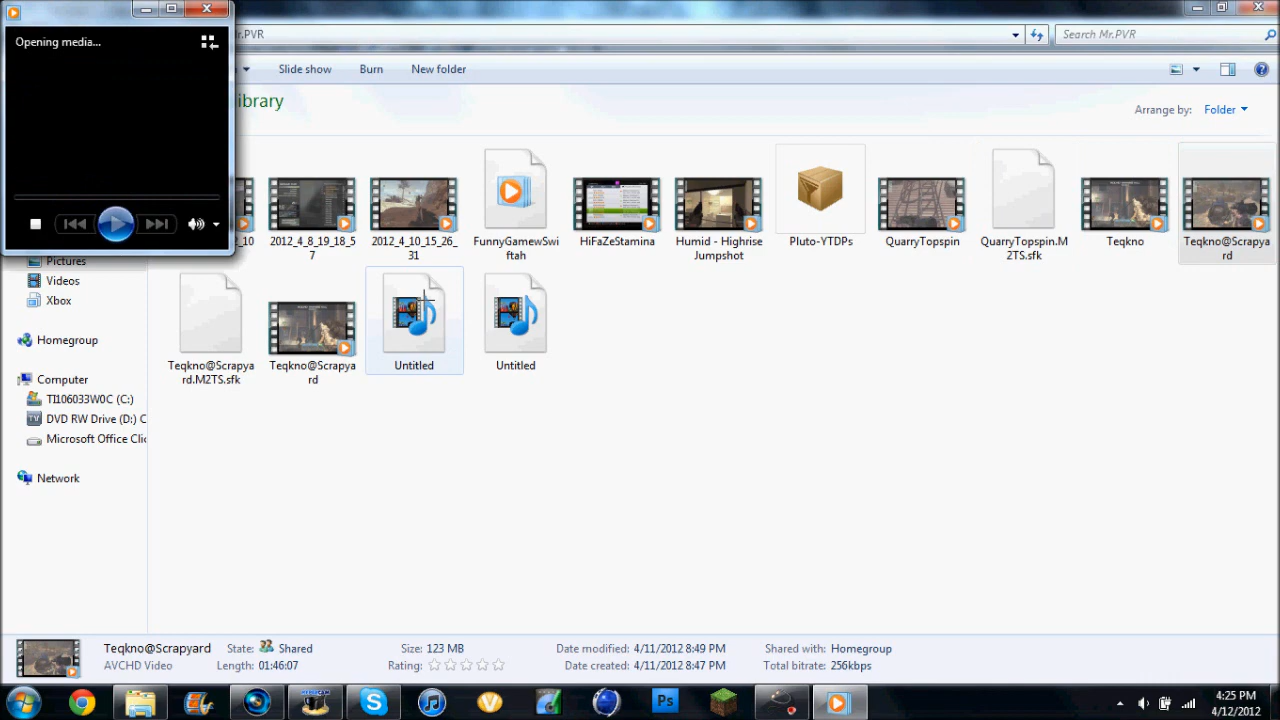 Opening media...
Mr.PVR
Search Mr.PVR
Slide show
Burn
New folder
ibrary
Arrange by:
Folder
2012_4_8_19_18_5
7
2012_4_10_15_26_
31
FunnyGamewSwi
ftah
HiFaZeStamina
Humid - Highrise
Jumpshot
Pluto-YTDPs
QuarryTopspin
QuarryTopspin.M
2TS.sfk
Teqkno
Teqkno@Scrapya
rd
Pictures
Videos
Xbox
Homegroup
Computer
TI106033W0C (C:)
DVD RW Drive (D:) C
Microsoft Office Clic
Network
Teqkno@Scrapya
rd.M2TS.sfk
Teqkno@Scrapya
rd
Untitled
Untitled
Teqkno@Scrapyard
State:
Shared
Size: 123 MB
Date modified: 4/11/2012 8:49 PM
Shared with: Homegroup
AVCHD Video
Length: 01:46:07
Rating:
Date created: 4/11/2012 8:47 PM
Total bitrate: 256kbps
Ps
4:25 PM
4/12/2012